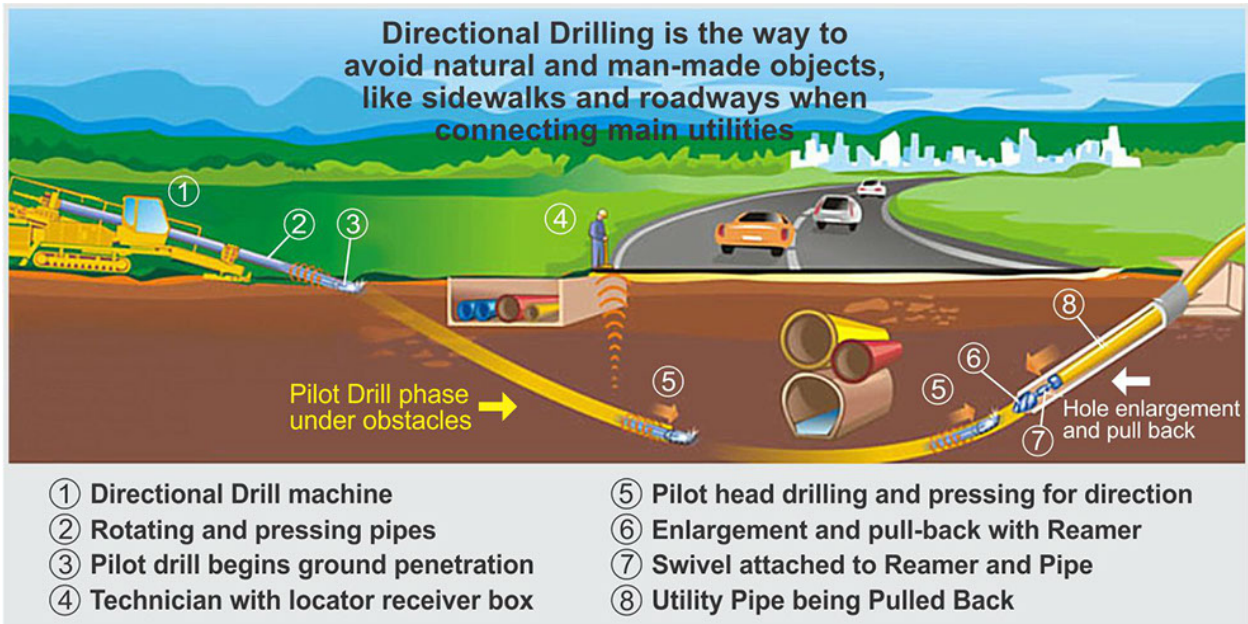 Directional Drilling is the way to
avoid natural and man-made objects,
like sidewalks and roadways when
connecting main utilities
①
②
③
④
⑧
⑥
⑤
⑤
Pilot Drill phase
under obstacles
Hole enlargement
and pull back
⑦
① Directional Drill machine
② Rotating and pressing pipes
③ Pilot drill begins ground penetration
④ Technician with locator receiver box
⑤ Pilot head drilling and pressing for direction
⑥ Enlargement and pull-back with Reamer
⑦ Swivel attached to Reamer and Pipe
⑧ Utility Pipe being Pulled Back